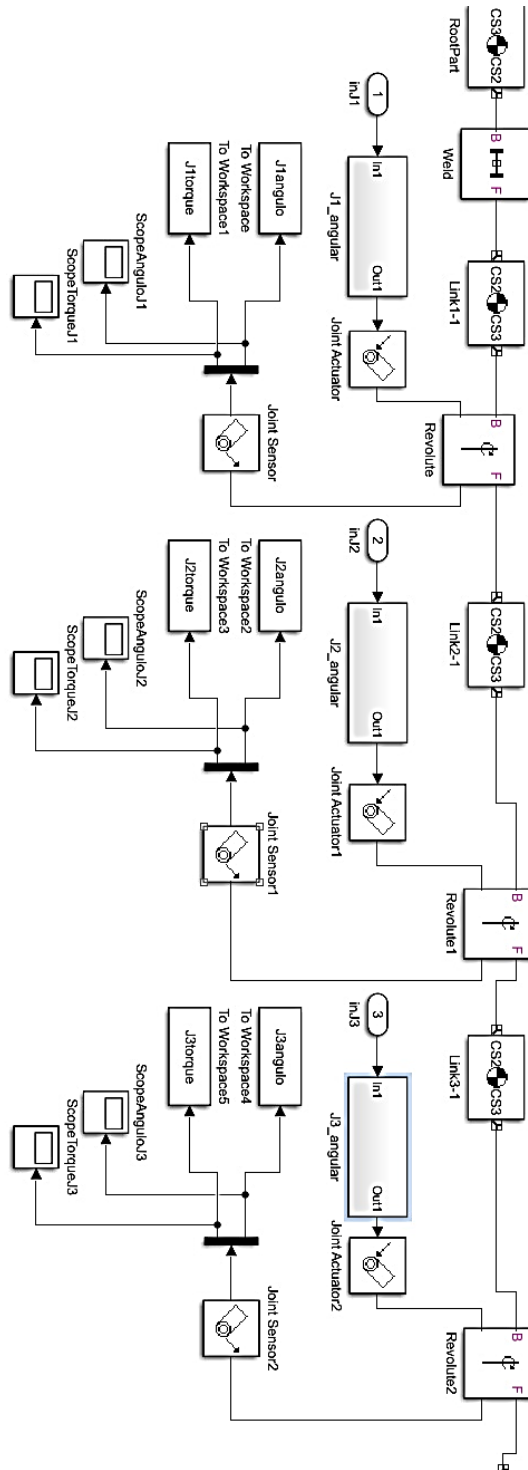 CS3 CS2
RootPart
B F
Weld
CS2 CS3
Link1-1
B F
Revolute
CS2 CS3
Link2-1
B F
Revolute1
CS2 CS3
Link3-1
B F
Revolute2
1
inJ1
In1 Out1
J1_angular
Joint Actuator
2
inJ2
In1 Out1
J2_angular
Joint Actuator1
3
inJ3
In1 Out1
J3_angular
Joint Actuator2
J1angulo
To Workspace
J1torque
To Workspace1
Joint Sensor
ScopeAnguloJ1
ScopeTorqueJ1
J2angulo
To Workspace2
J2torque
To Workspace3
Joint Sensor1
ScopeAnguloJ2
ScopeTorqueJ2
J3angulo
To Workspace4
J3torque
To Workspace5
Joint Sensor2
ScopeAnguloJ3
ScopeTorqueJ3